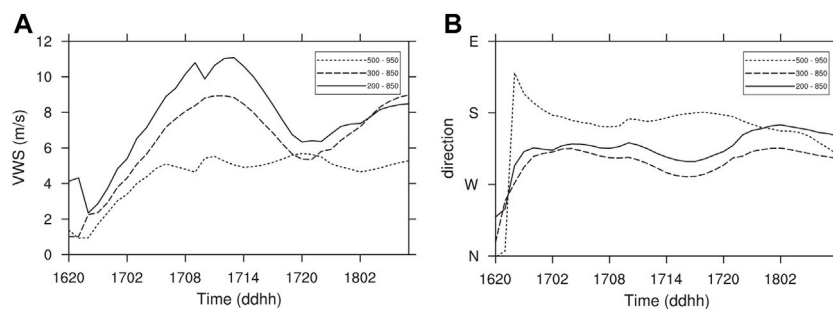 A
12
10
8
6
4
2
0
VWS (m/s)
500 - 950
300 - 850
200 - 850
1620 1702 1708 1714 1720 1802
Time (ddhh)
B
E
S
W
N
direction
500 - 950
300 - 850
200 - 850
1620 1702 1708 1714 1720 1802
Time (ddhh)